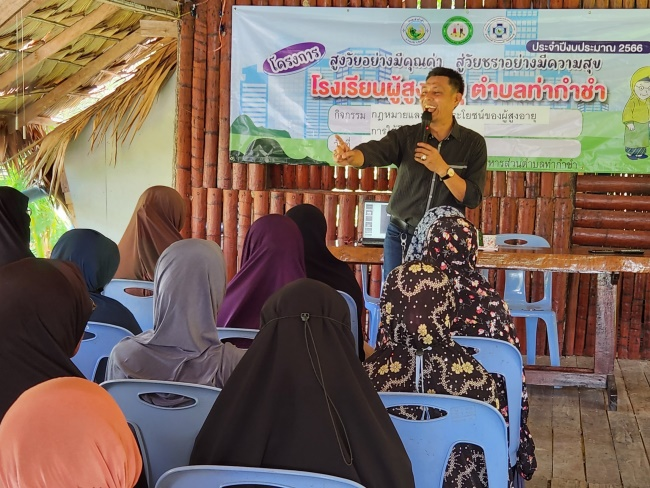 ประจำปีงบประมาณ 2566
โครงการ สูงวัยอย่างมีคุณค่า สู่วัยชราอย่างมีความสุข
โรงเรียนผู้สูง ตำบลท่ากำชำ
กิจกรรม กฎหมายและ ระโยชน์ของผู้สูงอายุ
การใช้
หารส่วนตำบลท่ากำชำ